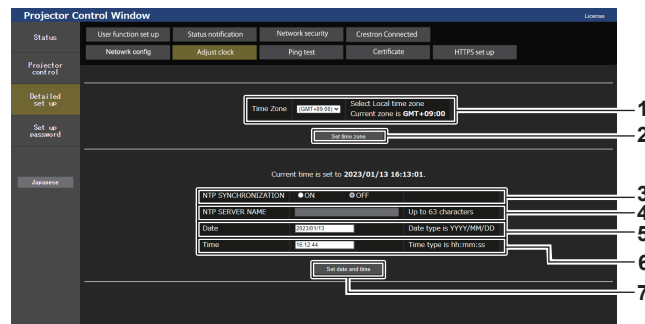 Projector Control Window
License
Status
Projector
control
Detailed
set up
Set up
password
Japanese
User function set up
Status notification
Network security
Crestron Connected
Netowrk config
Adjust clock
Ping test
Certificate
HTTPS set up
Time Zone
(GMT+09:00)
Select Local time zone
Current zone is GMT+09:00
1
Set time zone
2
Current time is set to 2023/01/13 16:13:01.
NTP SYNCHRONIZATION
ON
OFF
3
NTP SERVER NAME
Up to 63 characters
4
Date
2023/01/13
Date type is YYYY/MM/DD
5
Time
16:12:44
Time type is hh:mm:ss
6
Set date and time
7